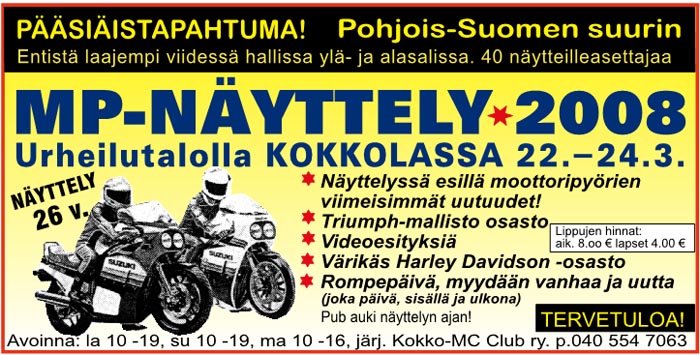 PÄÄSIÄISTAPAHTUMA! Pohjois-Suomen suurin
Entistä laajempi viidessä hallissa ylä- ja alasalissa. 40 näytteilleasettajaa
MP-NÄYTTELY 2008
Urheilutalolla KOKKOLASSA 22.–24.3.
NÄYTTELY
26 v.
SUZUKI
SUZUKI
Näyttelyssä esillä moottoripyörien
viimeisimmät uutuudet!
Triumph-mallisto osasto
Videoesityksiä
Lippujen hinnat:
aik. 8.oo € lapset 4.00 €
Värikäs Harley Davidson -osasto
Rompepäivä, myydään vanhaa ja uutta
(joka päivä, sisällä ja ulkona)
Pub auki näyttelyn ajan!
TERVETULOA!
Avoinna: la 10 -19, su 10 -19, ma 10 -16, järj. Kokko-MC Club ry. p.040 554 7063